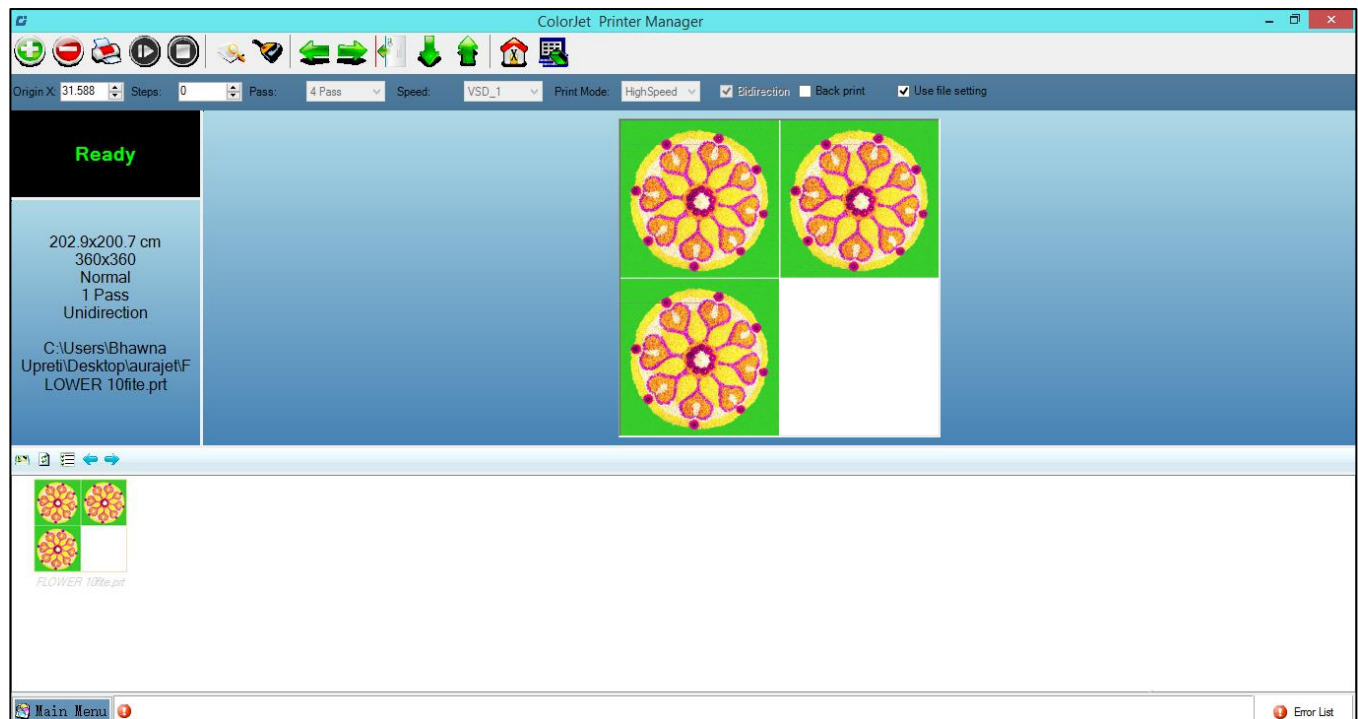 ColorJet Printer Manager
Origin X: 31.588 Steps: 0 Pass: 4 Pass Speed: VSD_1 Print Mode: HighSpeed Bidirection Back print Use file setting
Ready
202.9x200.7 cm
360x360
Normal
1 Pass
Unidirection
C:\Users\Bhawna
Upreti\Desktop\aurajet\F
LOWER 10fite.prt
FLOWER 10fite.prt
Main Menu
Error List